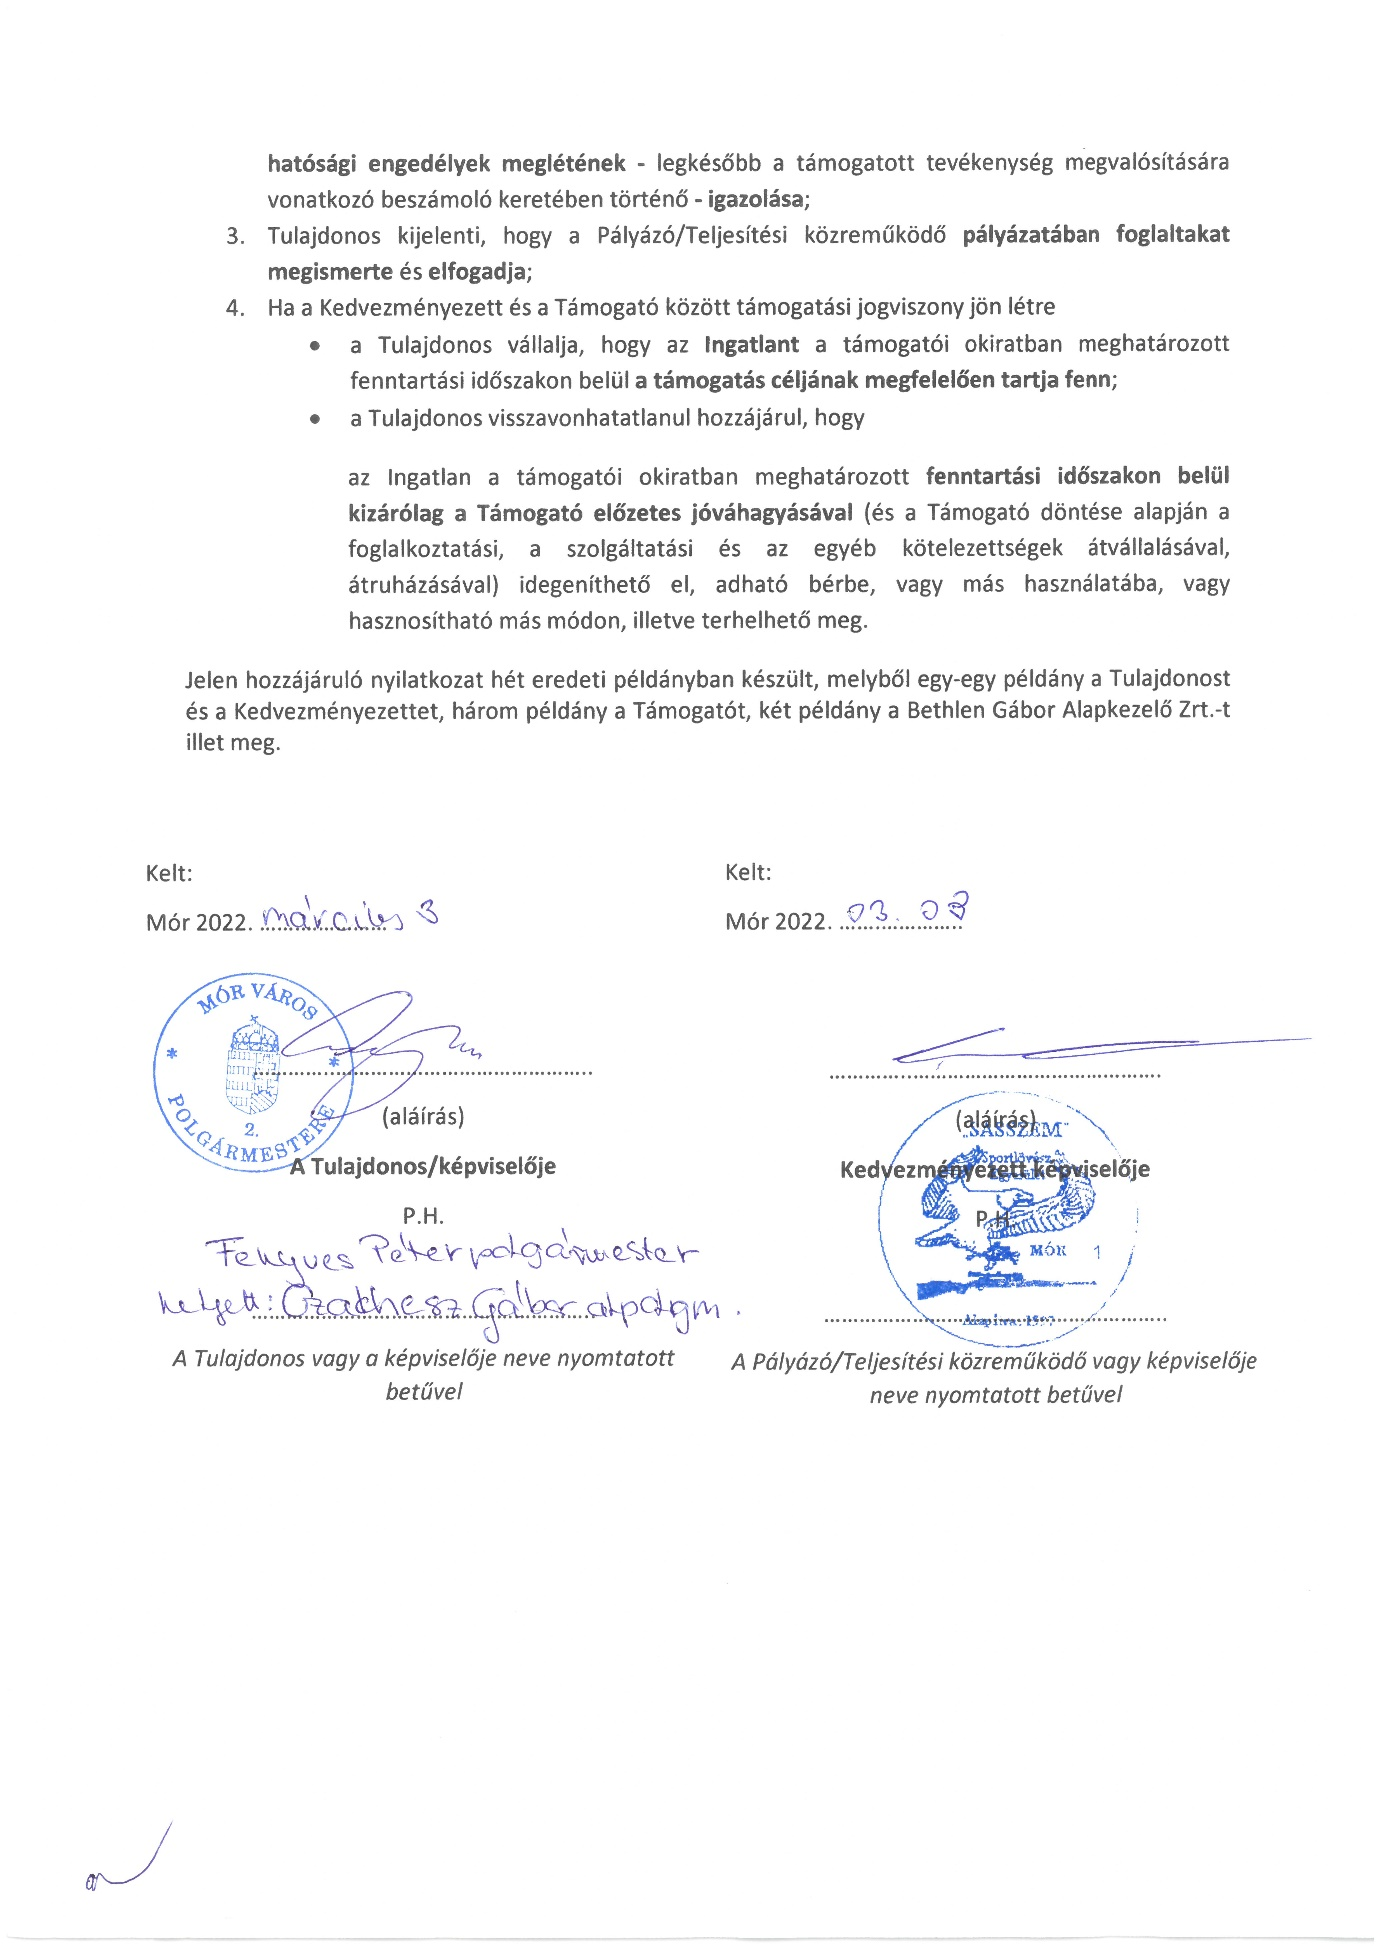 hatósági engedélyek meglétének - legkésőbb a támogatott tevékenység megvalósítására
vonatkozó beszámoló keretében történő - igazolása;
3. Tulajdonos kijelenti, hogy a Pályázó/Teljesítési közreműködő pályázatában foglaltakat
megismerte és elfogadja;
4. Ha a Kedvezményezett és a Támogató között támogatási jogviszony jön létre
• a Tulajdonos vállalja, hogy az Ingatlant a támogatói okiratban meghatározott
fenntartási időszakon belül a támogatás céljának megfelelően tartja fenn;
• a Tulajdonos visszavonhatatlanul hozzájárul, hogy
az Ingatlan a támogatói okiratban meghatározott fenntartási időszakon belül
kizárólag a Támogató előzetes jóváhagyásával (és a Támogató döntése alapján a
foglalkoztatási, a szolgáltatási és az egyéb kötelezettségek átvállalásával,
átruházásával) idegeníthető el, adható bérbe, vagy más használatába, vagy
hasznosítható más módon, illetve terhelhető meg.
Jelen hozzájáruló nyilatkozat hét eredeti példányban készült, melyből egy-egy példány a Tulajdonost
és a Kedvezményezettet, három példány a Támogatót, két példány a Bethlen Gábor Alapkezelő Zrt.-t
illet meg.
Kelt:
Mór 2022. március 3
MÓR VÁROS
POLGÁRMESTERE
2.
(aláírás)
A Tulajdonos/képviselője
P.H.
Fenyves Péter polgármester
helyett: Czakhesz Gábor alpolgm.
A Tulajdonos vagy a képviselője neve nyomtatott
betűvel
Kelt:
Mór 2022. 03. 03
(aláírás)
„SASSZEM"
Sportlövész
Egyesület
Kedvezményezett képviselője
P.H.
MÓR 1
A Pályázó/Teljesítési közreműködő vagy képviselője
neve nyomtatott betűvel